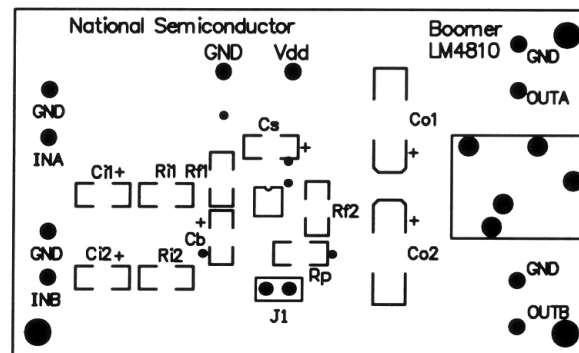 National Semiconductor
Boomer
LM4810
GND
Vdd
GND
OUTA
GND
INA
Cs
+
Co1
+
Ci1+
Ri1
Rf1
+
Rf2
+
Co2
GND
Ci2+
Ri2
Cb
Rp
INB
J1
GND
OUTB